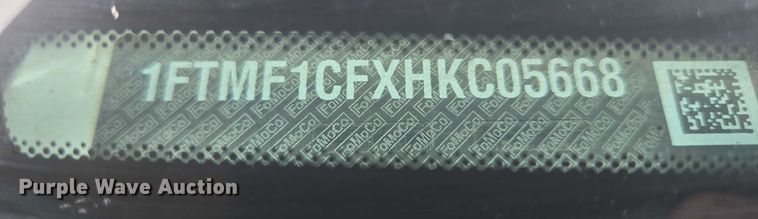 1FTMF1CFXHKC05668
Purple Wave Auction